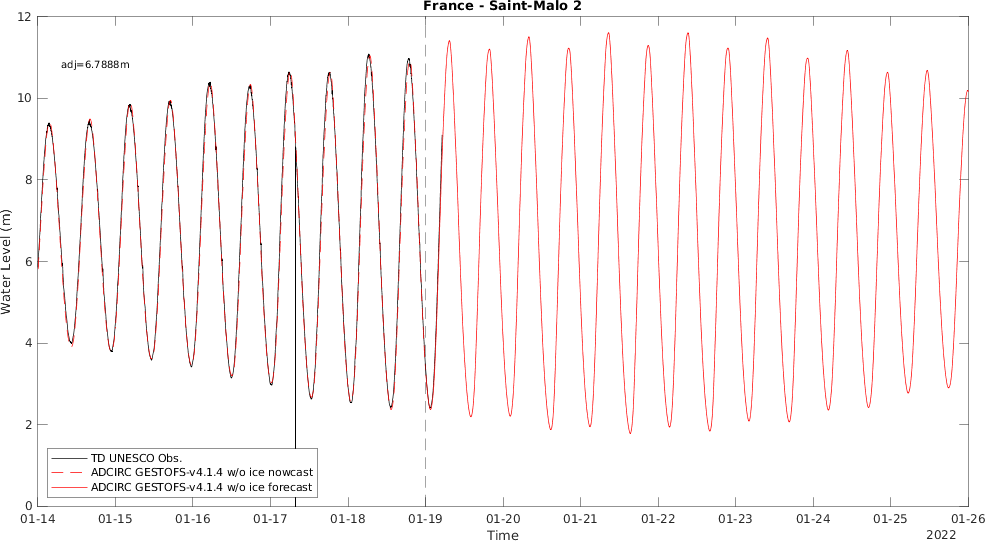 France - Saint-Malo 2
adj=6.7888m
Water Level (m)
12
10
8
6
4
2
0
TD UNESCO Obs.
ADCIRC GESTOFS-v4.1.4 w/o ice nowcast
ADCIRC GESTOFS-v4.1.4 w/o ice forecast
01-14 01-15 01-16 01-17 01-18 01-19 01-20 01-21 01-22 01-23 01-24 01-25 01-26
Time
2022